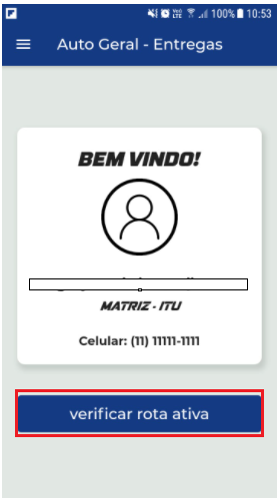 100% 10:53
Auto Geral - Entregas
BEM VINDO!
MATRIZ - ITU
Celular: (11) 11111-1111
verificar rota ativa